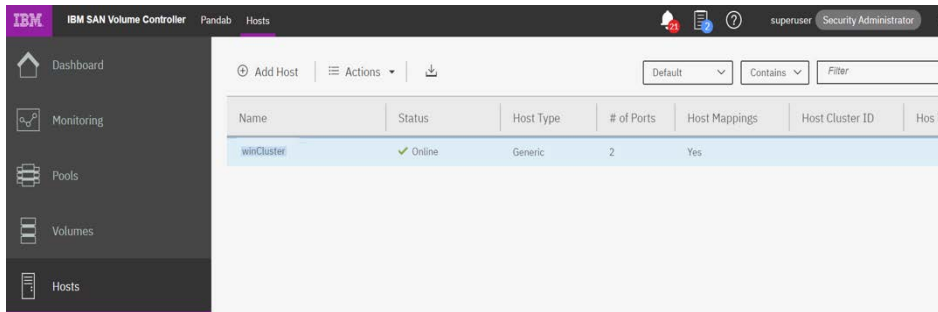 IBM IBM SAN Volume Controller Pandab Hosts 21 2 superuser Security Administrator
Dashboard
Add Host Actions Default Contains Filter
Monitoring
Name Status Host Type # of Ports Host Mappings Host Cluster ID Hos
winCluster Online Generic 2 Yes
Pools
Volumes
Hosts